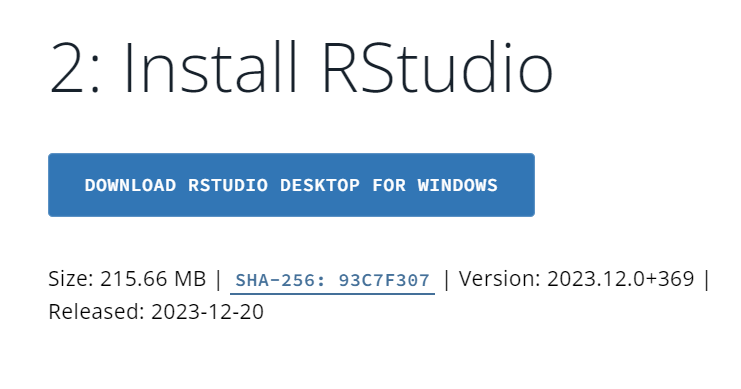 2: Install RStudio
DOWNLOAD RSTUDIO DESKTOP FOR WINDOWS
Size: 215.66 MB | SHA-256: 93C7F307 | Version: 2023.12.0+369 |
Released: 2023-12-20